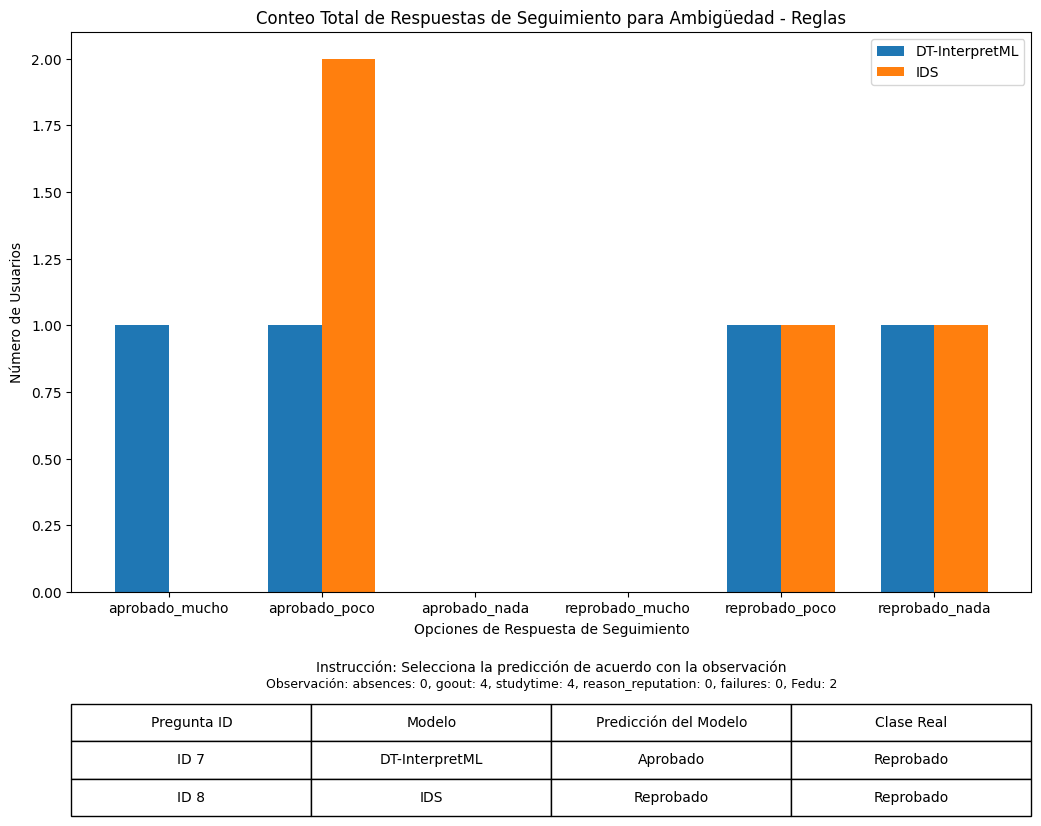 Conteo Total de Respuestas de Seguimiento para Ambigüedad - Reglas
DT-InterpretML
IDS
Número de Usuarios
2.00
1.75
1.50
1.25
1.00
0.75
0.50
0.25
0.00
aprobado_mucho aprobado_poco aprobado_nada reprobado_mucho reprobado_poco reprobado_nada
Opciones de Respuesta de Seguimiento
Instrucción: Selecciona la predicción de acuerdo con la observación
Observación: absences: 0, goout: 4, studytime: 4, reason_reputation: 0, failures: 0, Fedu: 2
Pregunta ID Modelo Predicción del Modelo Clase Real
ID 7 DT-InterpretML Aprobado Reprobado
ID 8 IDS Reprobado Reprobado